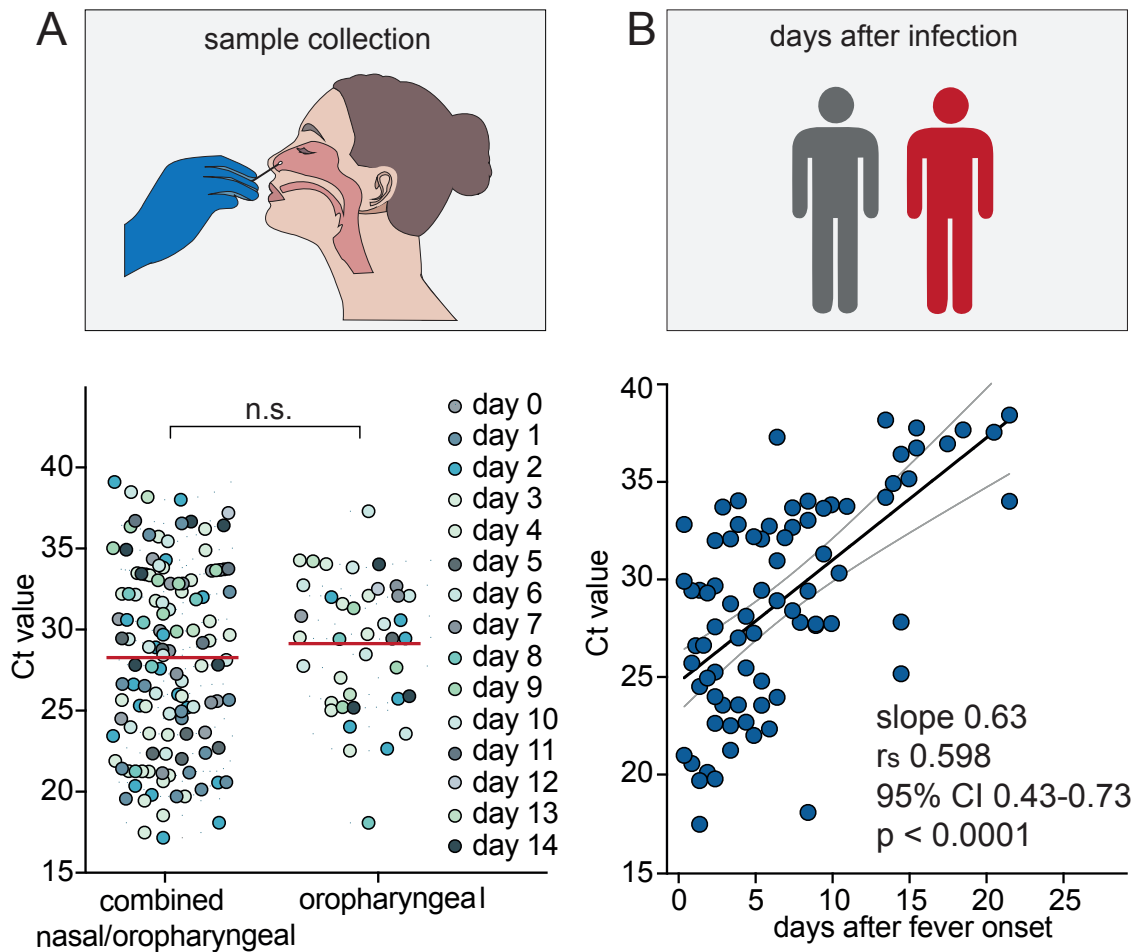 A
sample collection
n.s.
Ct value
40
35
30
25
20
15
day 0
day 1
day 2
day 3
day 4
day 5
day 6
day 7
day 8
day 9
day 10
day 11
day 12
day 13
day 14
combined
nasal/oropharyngeal
oropharyngeal
B
days after infection
Ct value
40
35
30
25
20
15
slope 0.63
rs 0.598
95% CI 0.43-0.73
p < 0.0001
0 5 10 15 20 25
days after fever onset